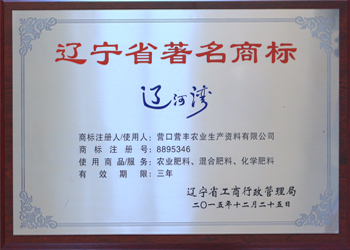 辽宁省著名商标
辽河湾
商标注册人/使用人：营口营丰农业生产资料有限公司
商标注册号：8895346
使用商品/服务：农业肥料、混合肥料、化学肥料
有效期限：三年
辽宁省工商行政管理局
二〇一五年十二月二十五日